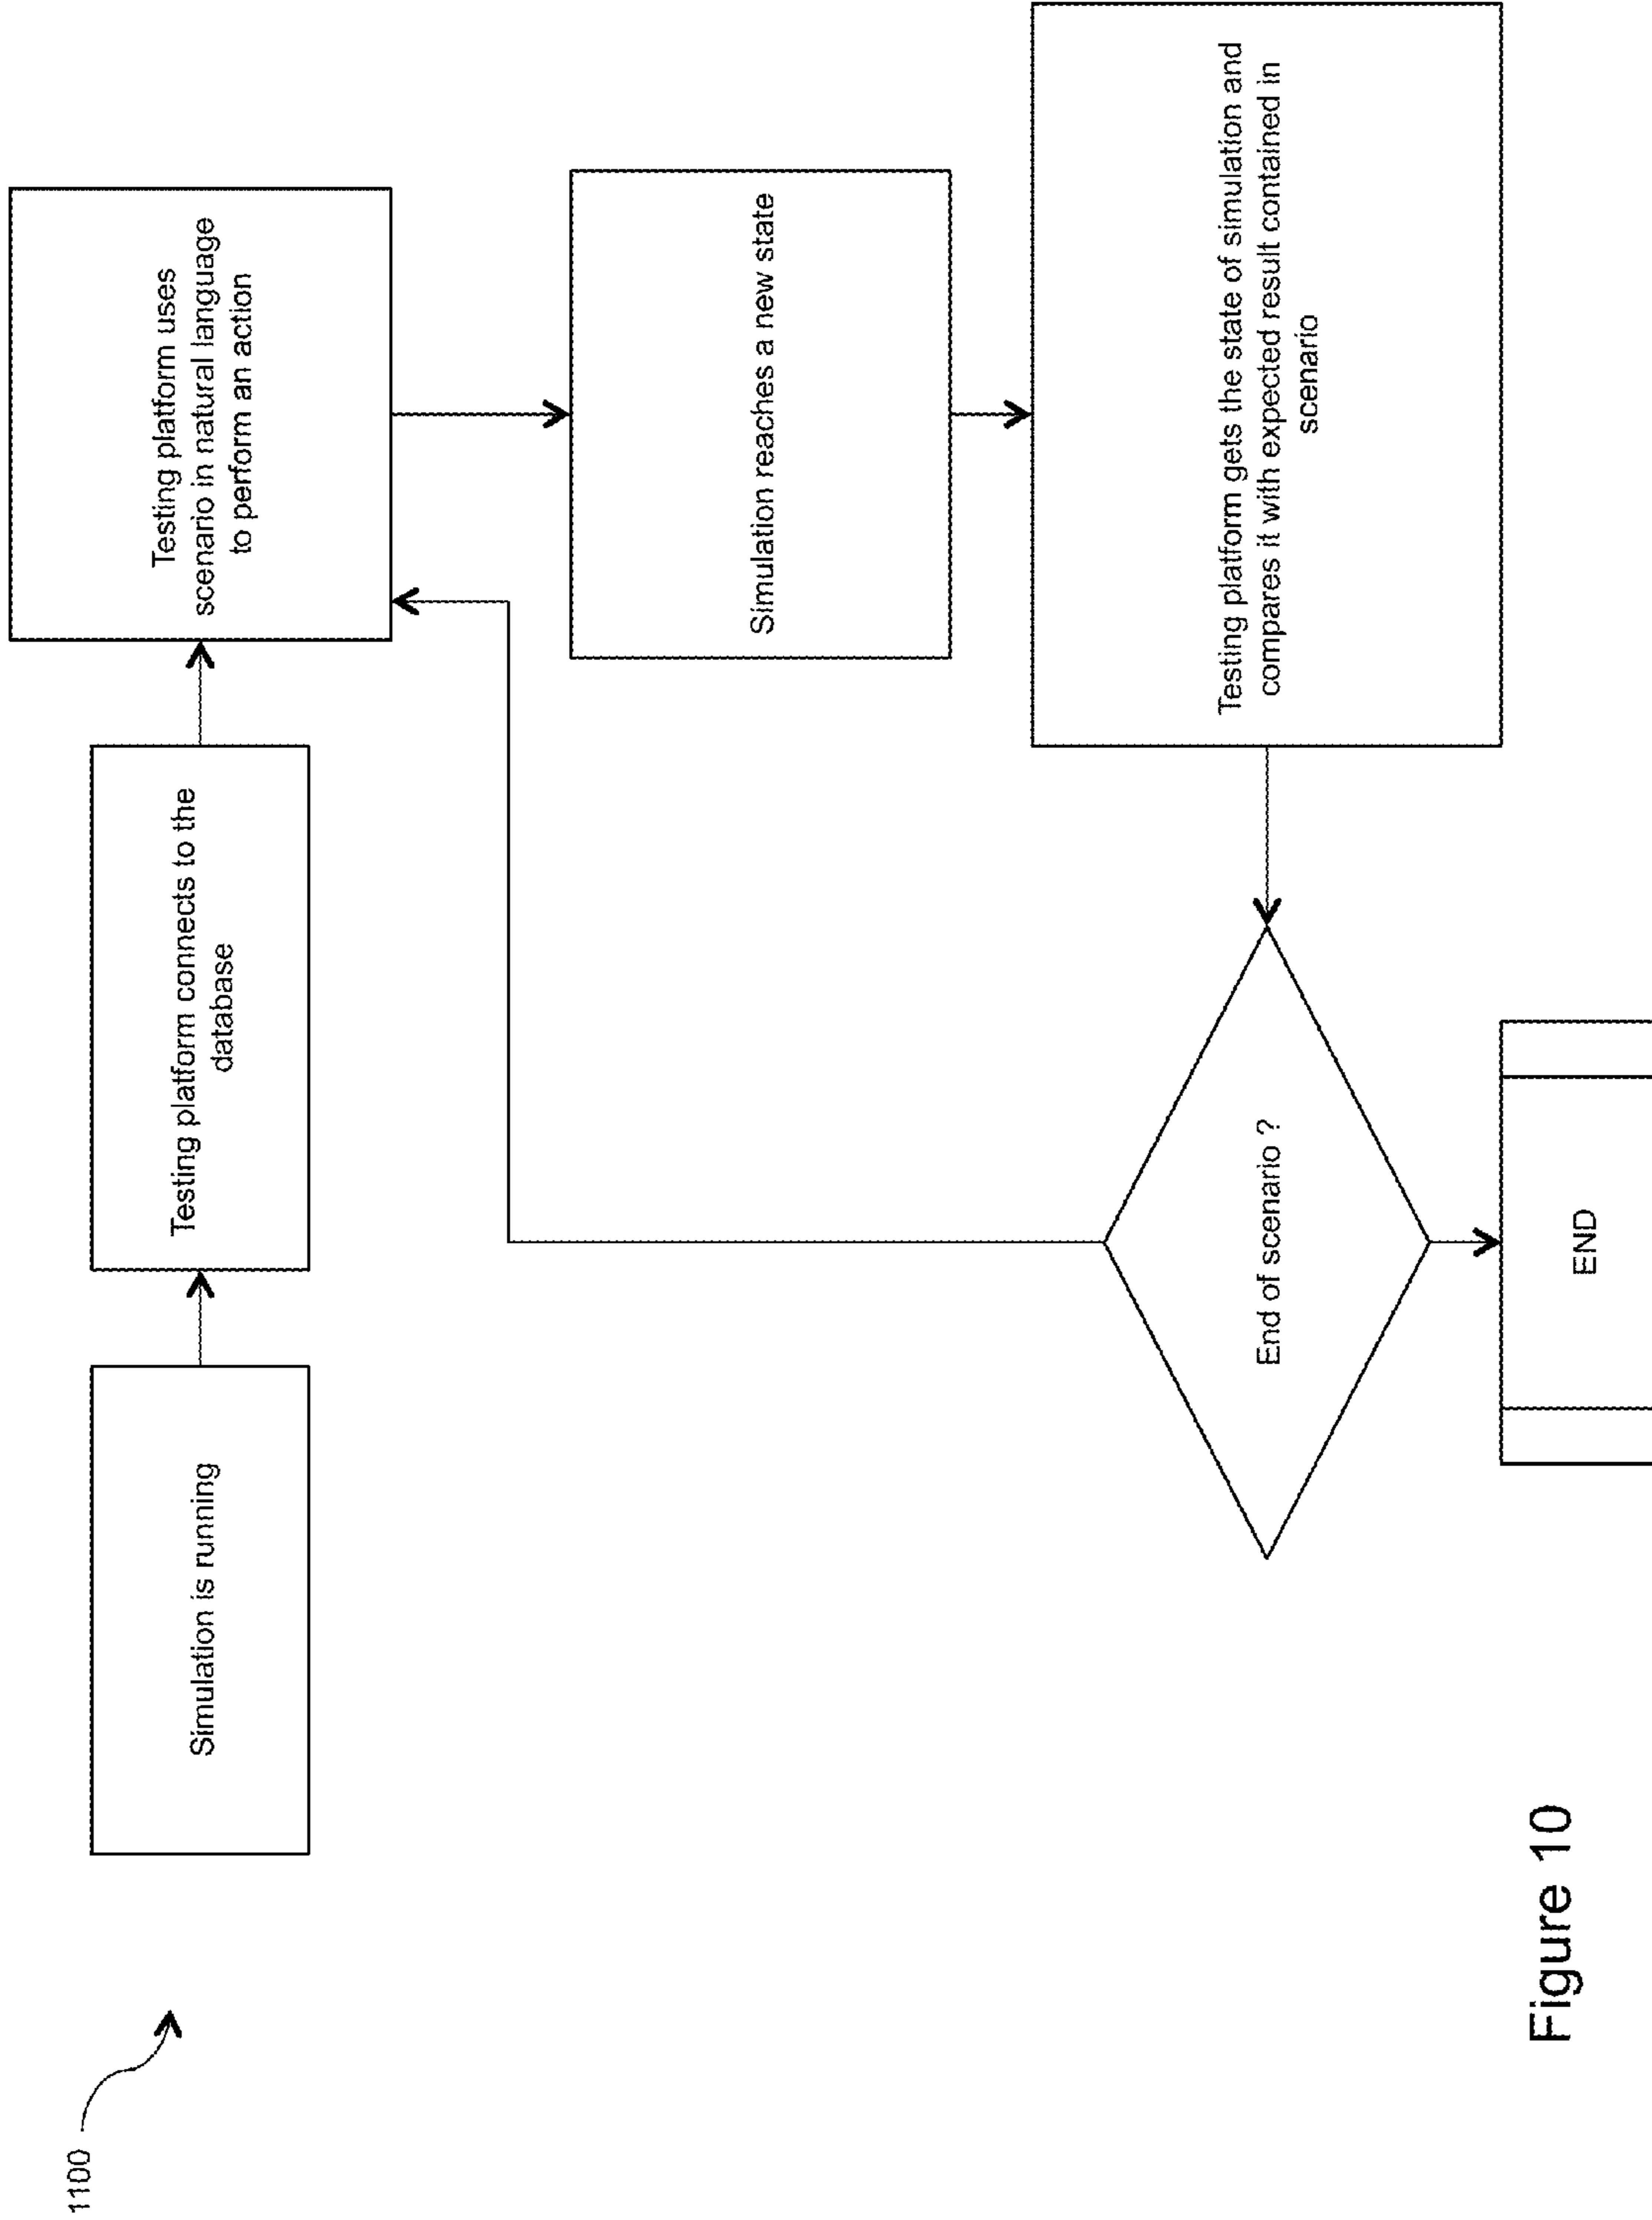 1100
Simulation is running
Testing platform connects to the
database
Testing platform uses
scenario in natural language
to perform an action
Simulation reaches a new state
Testing platform gets the state of simulation and
compares it with expected result contained in
scenario
End of scenario ?
END
Figure 10